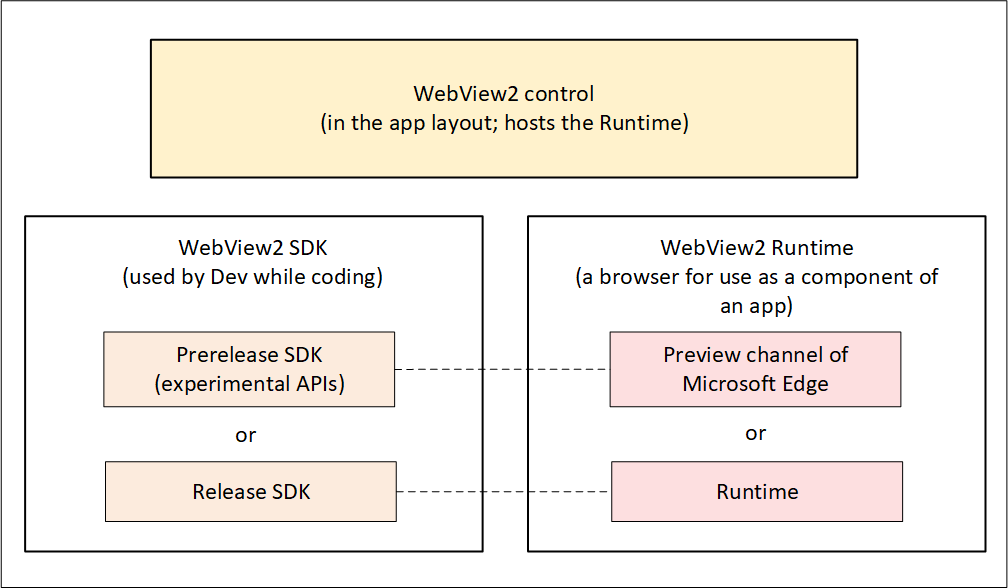 WebView2 control
(in the app layout; hosts the Runtime)
WebView2 SDK
(used by Dev while coding)
Prerelease SDK
(experimental APIs)
or
Release SDK
WebView2 Runtime
(a browser for use as a component of
an app)
Preview channel of
Microsoft Edge
or
Runtime